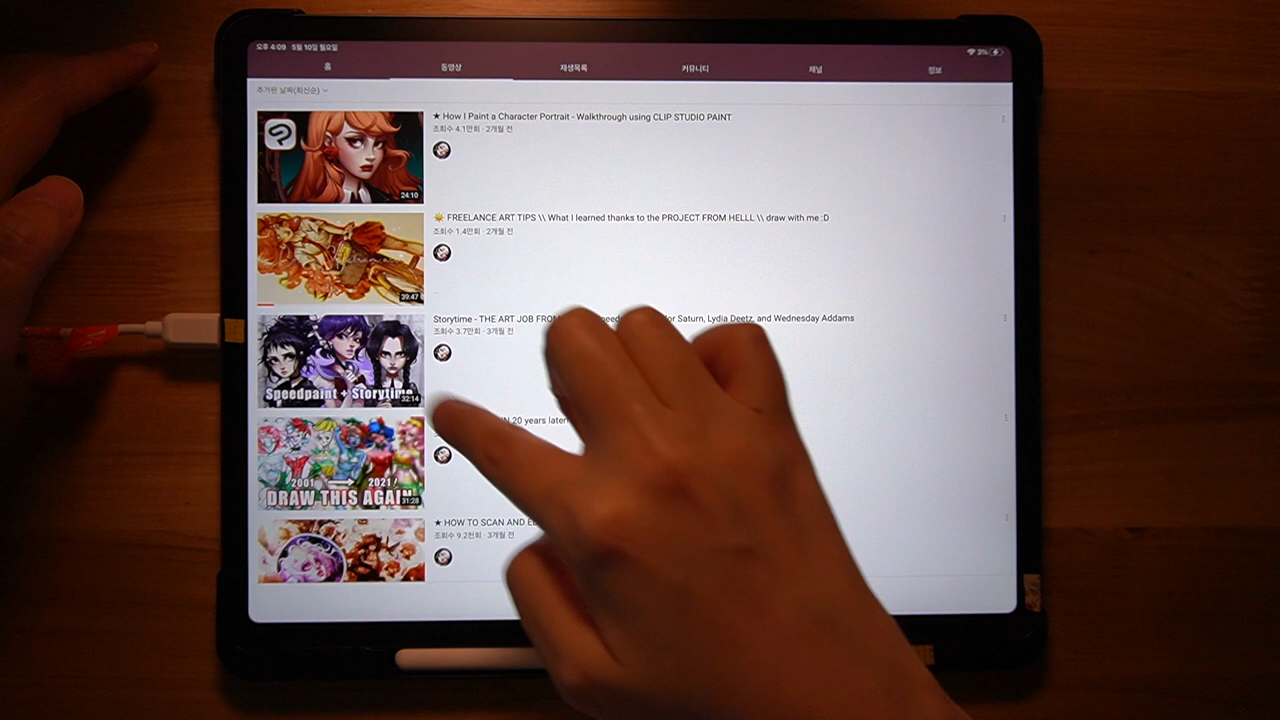 오후 4:09 5월 10일 월요일
3%
홈 동영상 재생목록 커뮤니티 채널 정보
추가된 날짜(최신순)
★ How I Paint a Character Portrait - Walkthrough using CLIP STUDIO PAINT
조회수 4.1만회 · 2개월 전
24:10
FREELANCE ART TIPS \\ What I learned thanks to the PROJECT FROM HELLL \\ draw with me :D
조회수 1.4만회 · 2개월 전
39:47
Storytime - THE ART JOB FROM Saturn, Lydia Deetz, and Wednesday Addams
조회수 3.7만회 · 3개월 전
Speedpaint + Storytime
32:14
20 years later
2001 2021
DRAW THIS AGAIN
31:28
★ HOW TO SCAN AND
조회수 9.2천회 · 3개월 전